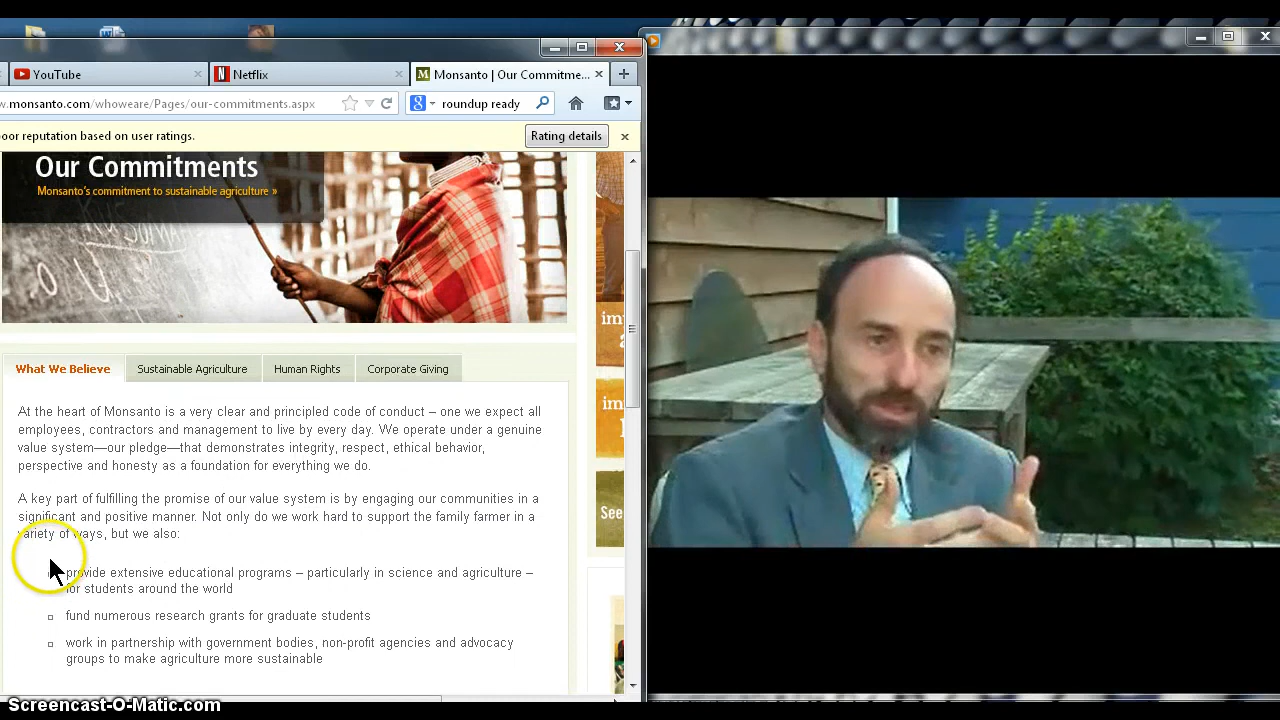 YouTube
Netflix
Monsanto | Our Commitme...
w.monsanto.com/whoweare/Pages/our-commitments.aspx
roundup ready
oor reputation based on user ratings.
Rating details
Our Commitments
Monsanto's commitment to sustainable agriculture »
im
im
See
What We Believe
Sustainable Agriculture
Human Rights
Corporate Giving
At the heart of Monsanto is a very clear and principled code of conduct – one we expect all
employees, contractors and management to live by every day. We operate under a genuine
value system—our pledge—that demonstrates integrity, respect, ethical behavior,
perspective and honesty as a foundation for everything we do.
A key part of fulfilling the promise of our value system is by engaging our communities in a
significant and positive manner. Not only do we work hard to support the family farmer in a
variety of ways, but we also:
provide extensive educational programs – particularly in science and agriculture –
for students around the world
fund numerous research grants for graduate students
work in partnership with government bodies, non-profit agencies and advocacy
groups to make agriculture more sustainable
Screencast-O-Matic.com